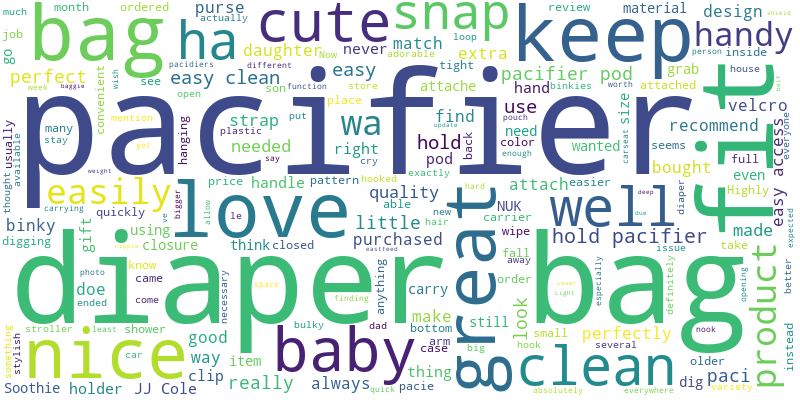 much
month
ordered
purse
cute
snap
review
material
design
job
actually
bag
ha
daughter
Now
never
match
keep
handy
shield
loop
go
pacidiers
different
adorable
extra
inside
person
down
perfect
see
easy clean
easy
tight
pacifier pod
grab
house
week
baggie
convenient
wish
open
son
function
store
attache
hand
binkies
worth
attached
fit
pacifier
mention
many
stay
yet
strap
plastic
put
place
wa
find
use
pouch
size
velcro
recommend
usually
available
hanging
needed
say
right
cry
hold
back
color
update
need
enough
wanted
carseat
seems
full
easy access
everyone
thought
weight
exactly
pod
easily
bigger
price
handle
pattern
hooked
attach
easier
bought
even
Highly
carrying
quickly
allow
le
love
quality
able
little
great
NUK
well
deep
due
diaper
made
binky
gift
using
ve
new
hair
carrier
wipe
hold pacifier
issue
take
expected
digging
closure
think
closed
purchased
eastfeed
fall
away
product
diaper bag
photo
know
doe
came
come
necessary
space
finding
anything
carry
order
look
cover
Light
especially
definitely
opening
better
ended
make
still
small
perfectly
nook
something
stylish
stroller
least
shower
bulky
dad
bottom
arm
hook
several
instead
nice
car
good
way
item
baby
case
big
clean
older
clip
really
always
thing
dig
paci
Soothie
holder
JJ Cole
quick
pacie
absolutely
everywhere
variety
hard
nipple